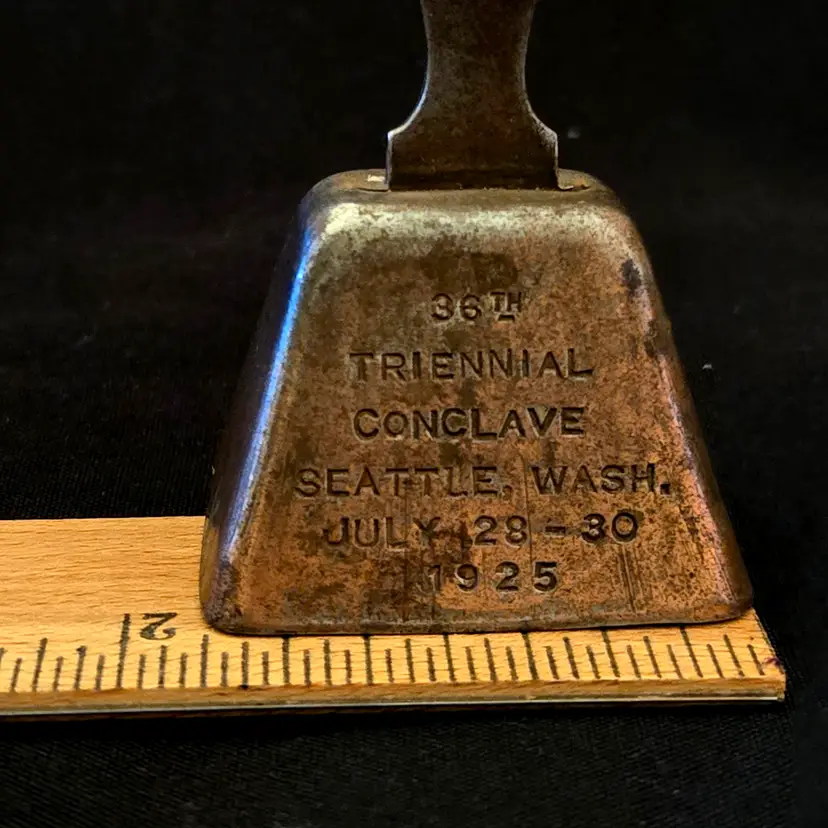 36TH
TRIENNIAL
CONCLAVE
SEATTLE, WASH.
JULY 28-30
1925
2